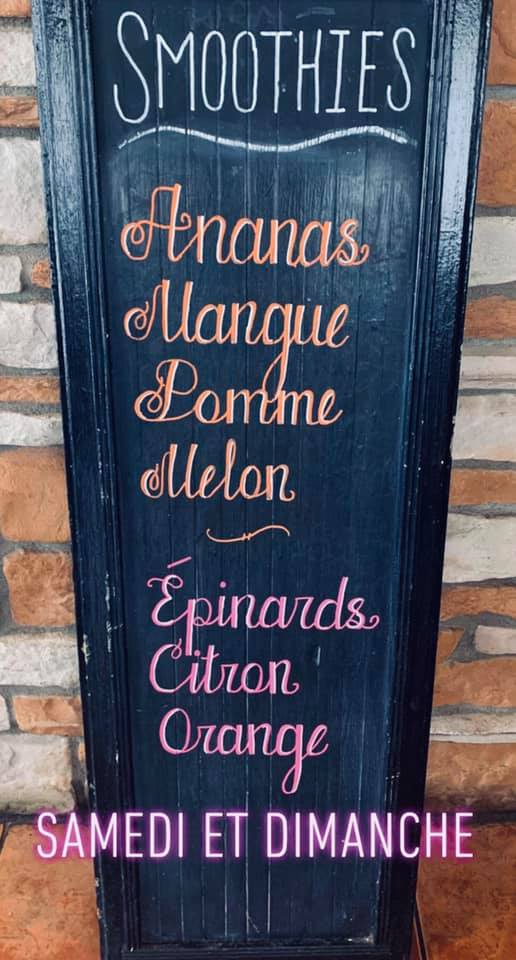 SMOOTHIES
Ananas
Mangue
Pomme
Melon
Épinards
Citron
Orange
SAMEDI ET DIMANCHE